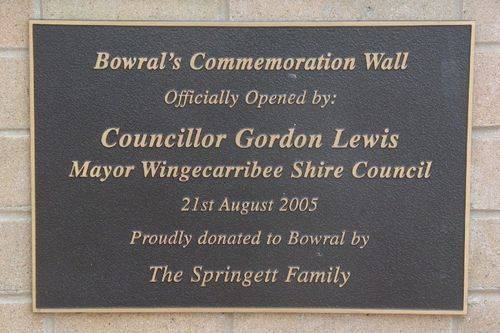 Bowral's Commemoration Wall
Officially Opened by:
Councillor Gordon Lewis
Mayor Wingecarribee Shire Council
21st August 2005
Proudly donated to Bowral by
The Springett Family